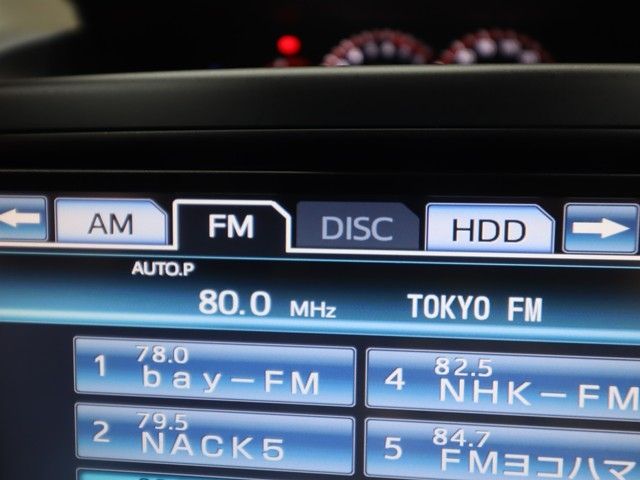 AM FM DISC HDD
AUTO.P
80.0 MHz TOKYO FM
1 78.0 bay-FM
4 82.5 NHK-FM
2 79.5 NACK5
5 84.7 FMヨコハマ